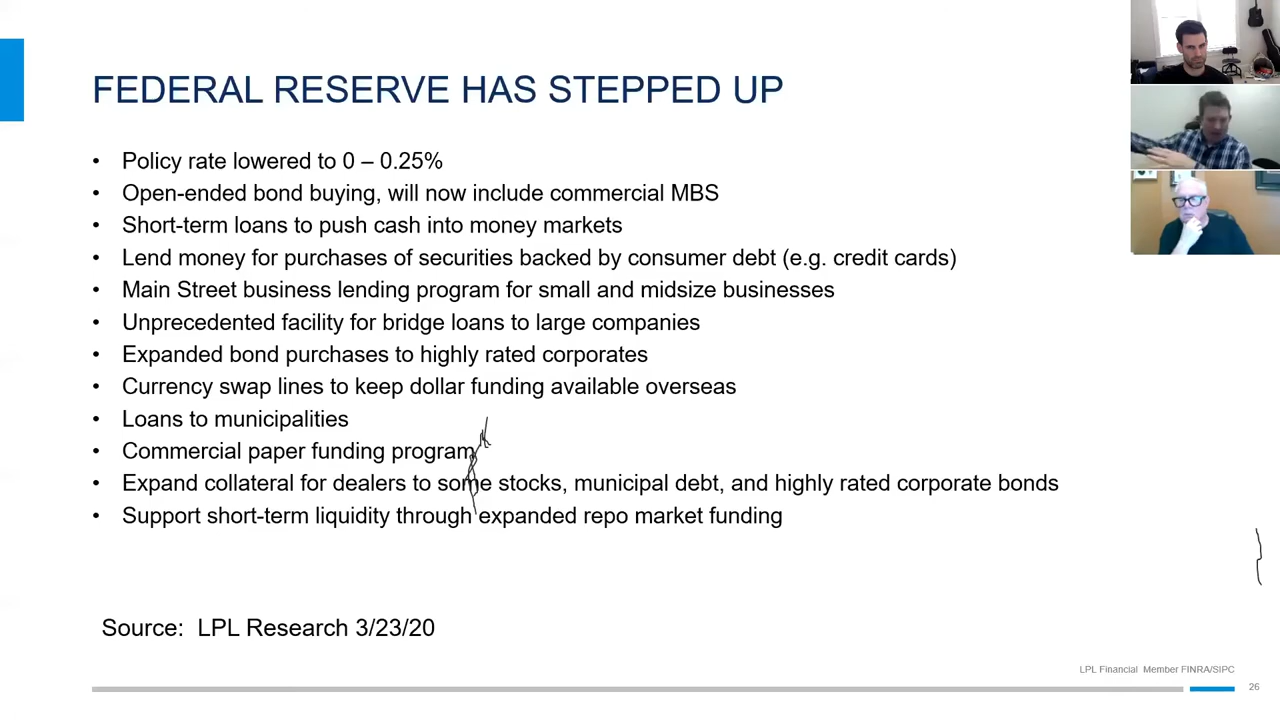 FEDERAL RESERVE HAS STEPPED UP
• Policy rate lowered to 0 – 0.25%
• Open-ended bond buying, will now include commercial MBS
• Short-term loans to push cash into money markets
• Lend money for purchases of securities backed by consumer debt (e.g. credit cards)
• Main Street business lending program for small and midsize businesses
• Unprecedented facility for bridge loans to large companies
• Expanded bond purchases to highly rated corporates
• Currency swap lines to keep dollar funding available overseas
• Loans to municipalities
• Commercial paper funding program
• Expand collateral for dealers to some stocks, municipal debt, and highly rated corporate bonds
• Support short-term liquidity through expanded repo market funding
Source: LPL Research 3/23/20
LPL Financial Member FINRA/SIPC
26